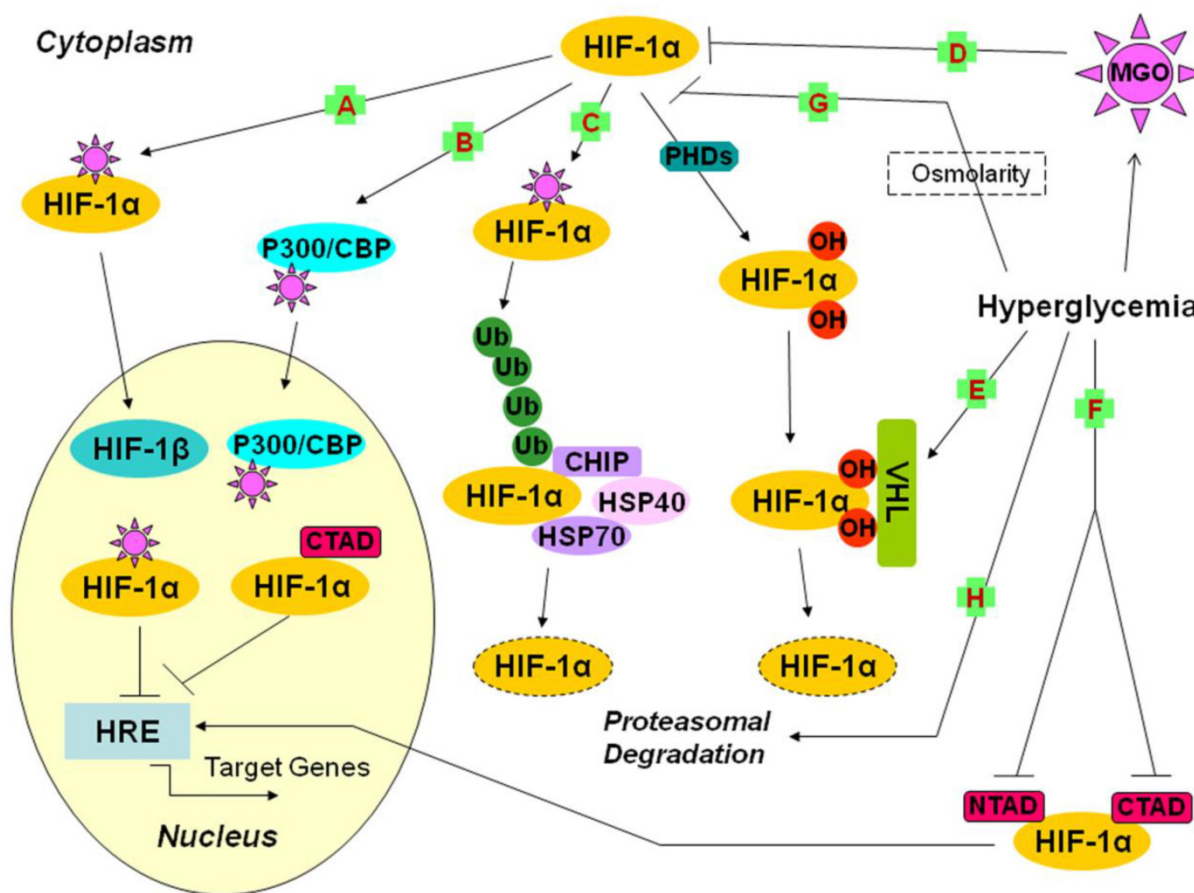 Cytoplasm
HIF-1α
D
MGO
A
G
B
C
PHDs
Osmolarity
HIF-1α
P300/CBP
HIF-1α
OH
HIF-1α
OH
Hyperglycemia
Ub
Ub
Ub
Ub
E
F
HIF-1β
P300/CBP
CHIP
HIF-1α
HSP40
HSP70
OH
HIF-1α
OH
VHL
CTAD
HIF-1α
HIF-1α
H
HIF-1α
HIF-1α
HRE
Target Genes
Proteasomal
Degradation
Nucleus
NTAD
CTAD
HIF-1α